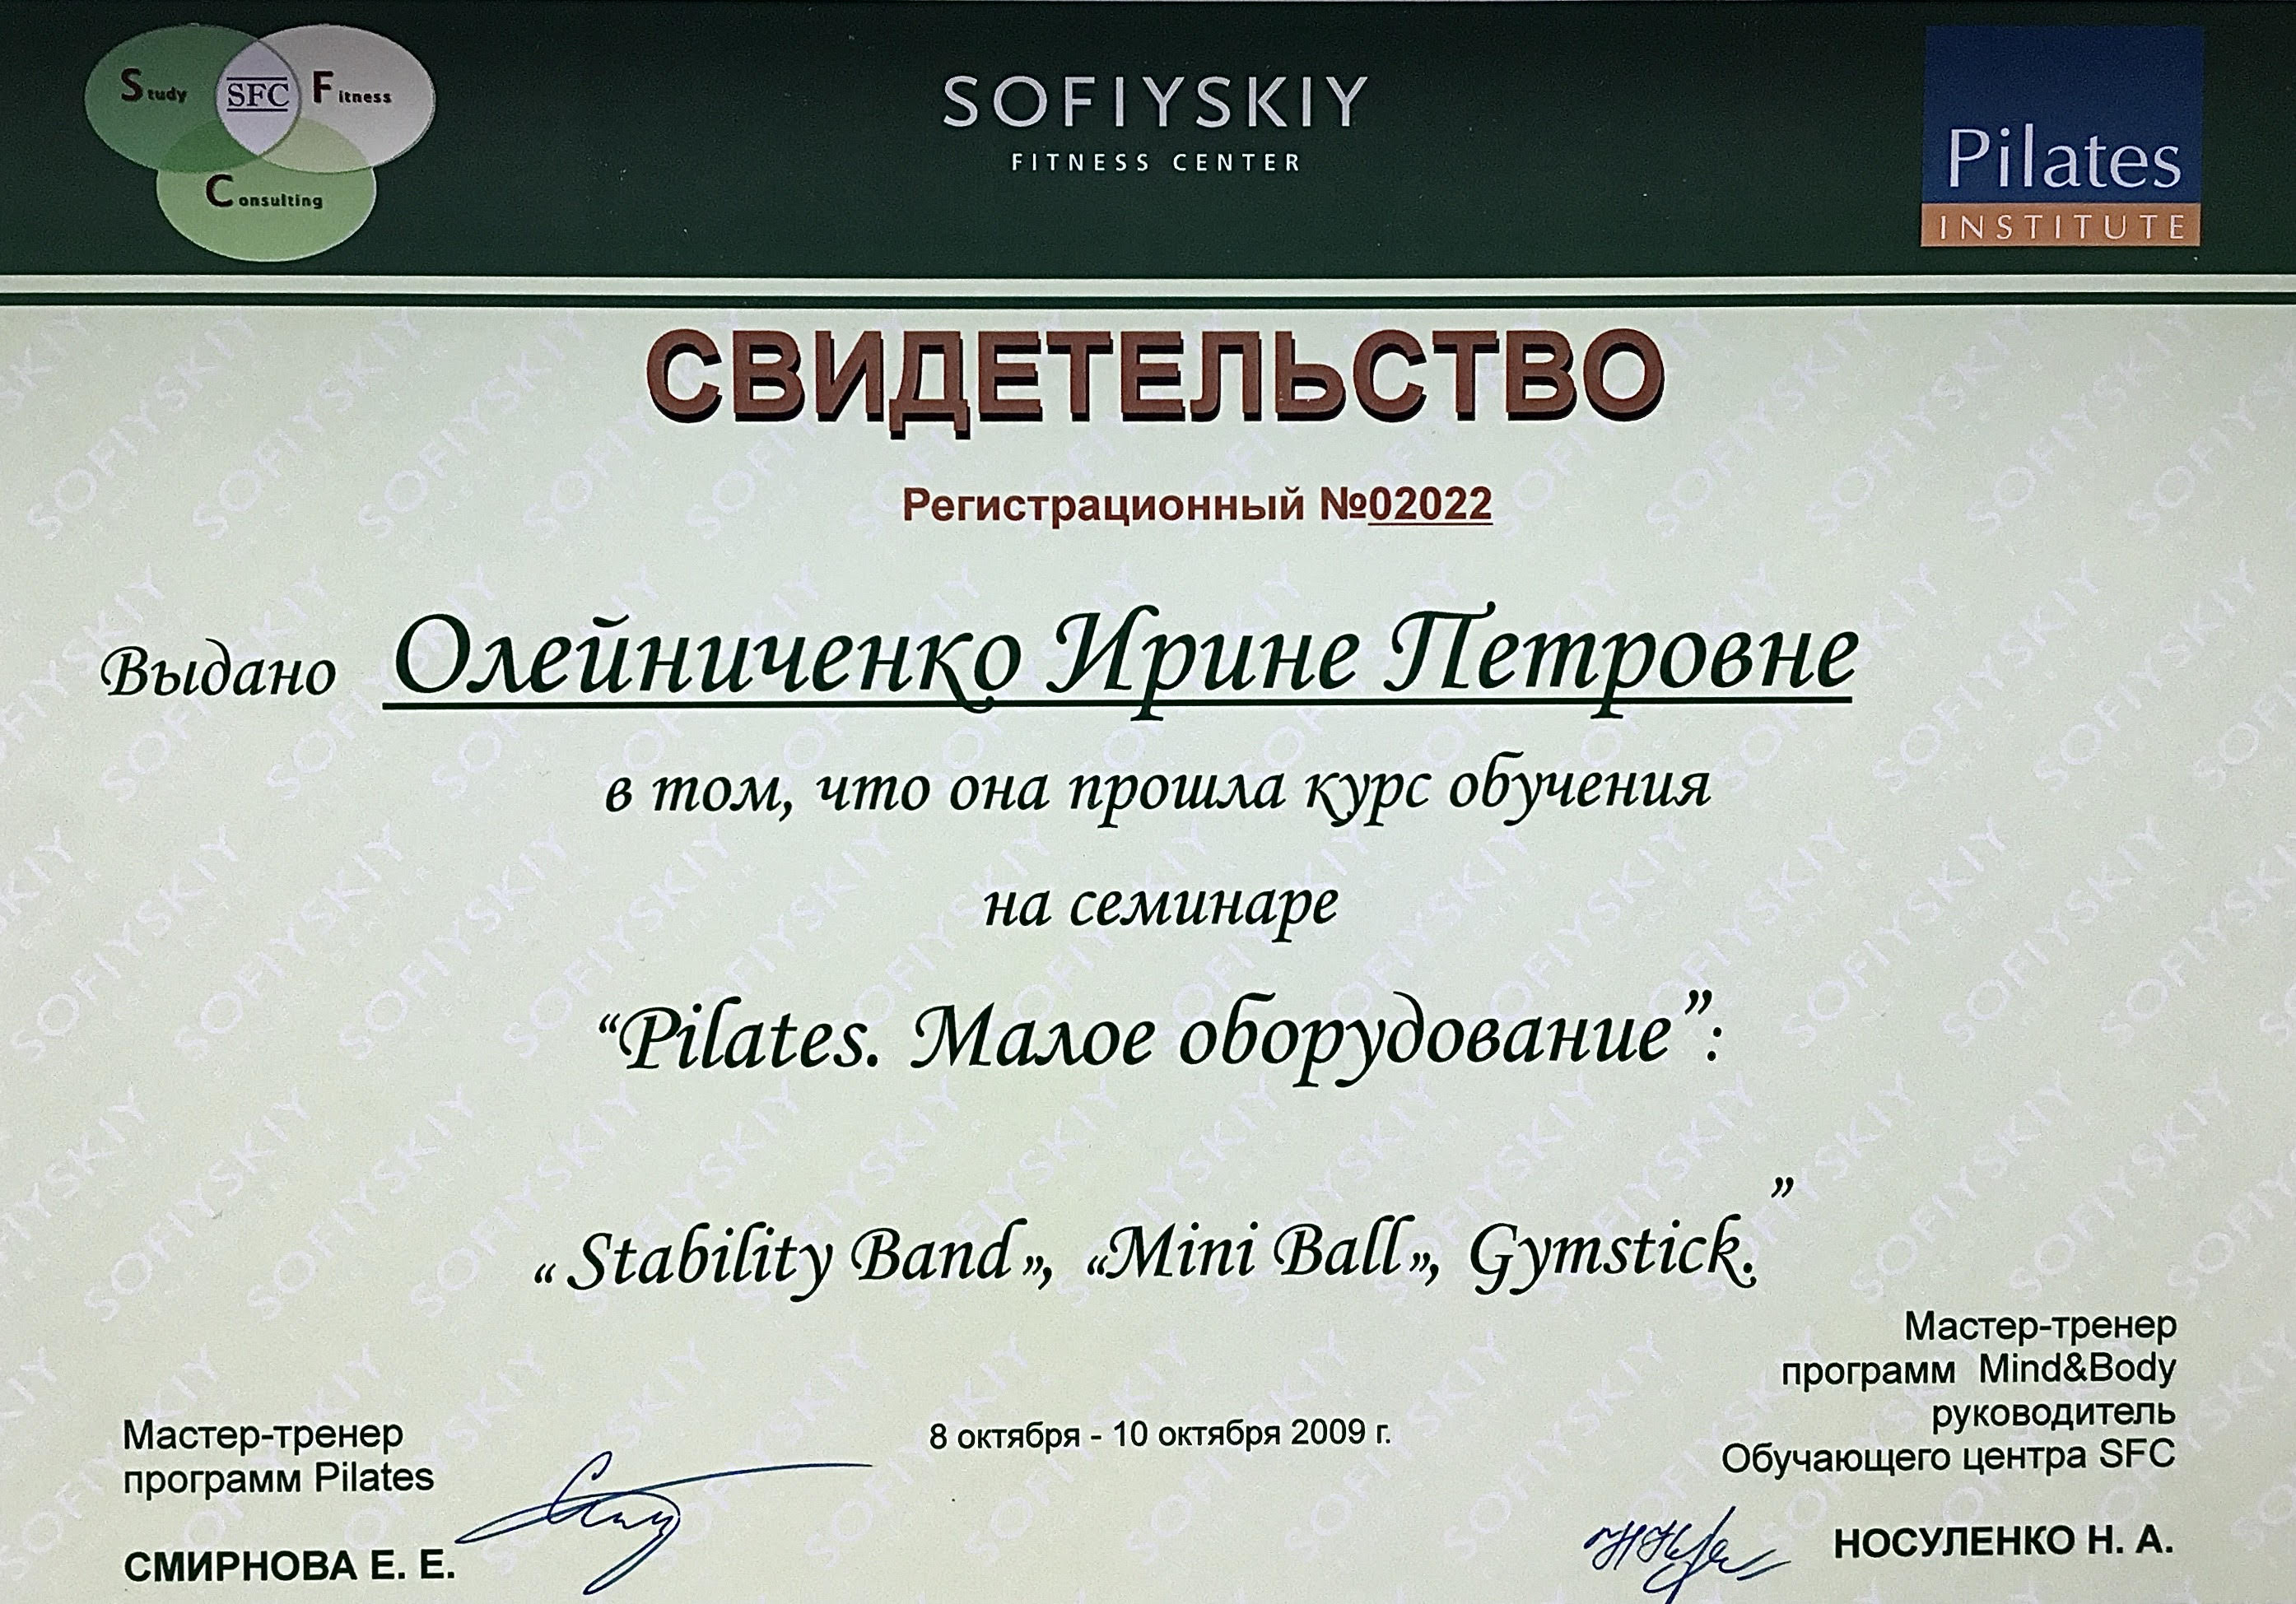 Study SFC Fitness
Consulting
SOFIYSKIY
FITNESS CENTER
Pilates
INSTITUTE
СВИДЕТЕЛЬСТВО
Регистрационный №02022
Выдано Олейниченко Ирине Петровне
в том, что она прошла курс обучения
на семинаре
“Pilates. Малое оборудование”:
«Stability Band», «Mini Ball», Gymstick.”
Мастер-тренер
программ Pilates
СМИРНОВА Е. Е.
8 октября - 10 октября 2009 г.
Мастер-тренер
программ Mind&Body
руководитель
Обучающего центра SFC
НОСУЛЕНКО Н. А.